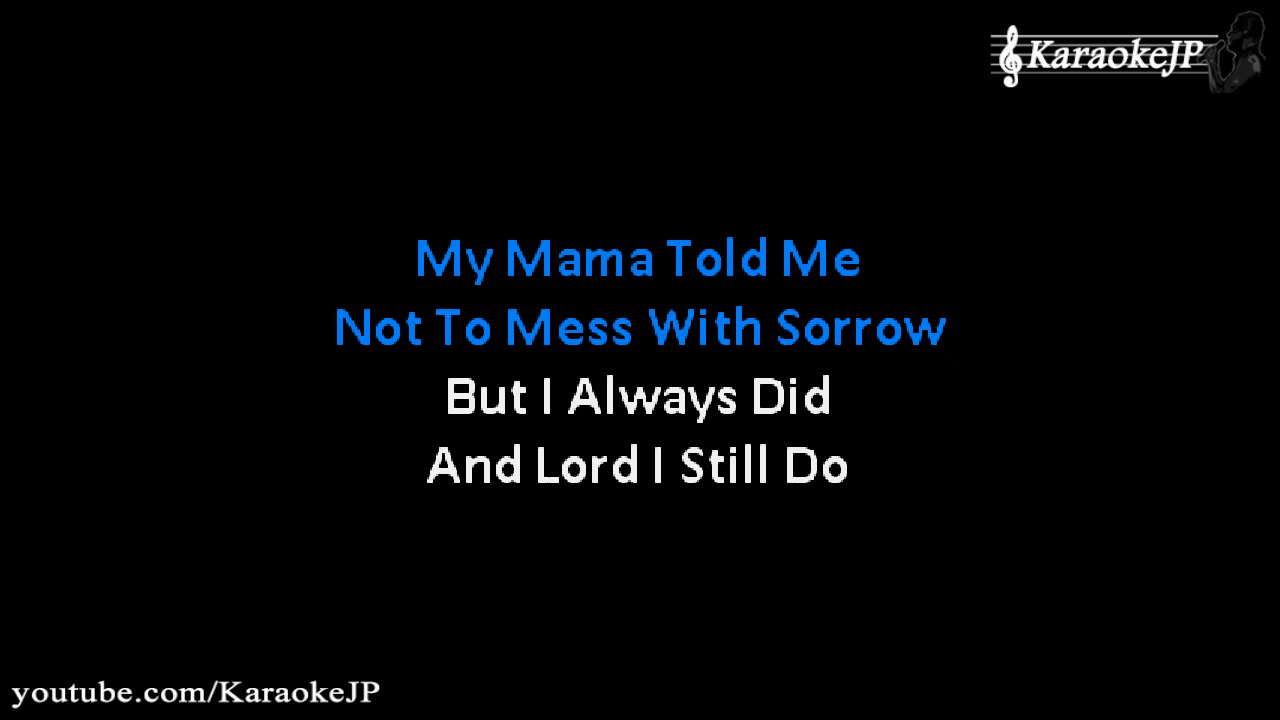 KaraokeJP
My Mama Told Me
Not To Mess With Sorrow
But I Always Did
And Lord I Still Do
youtube.com/KaraokeJP